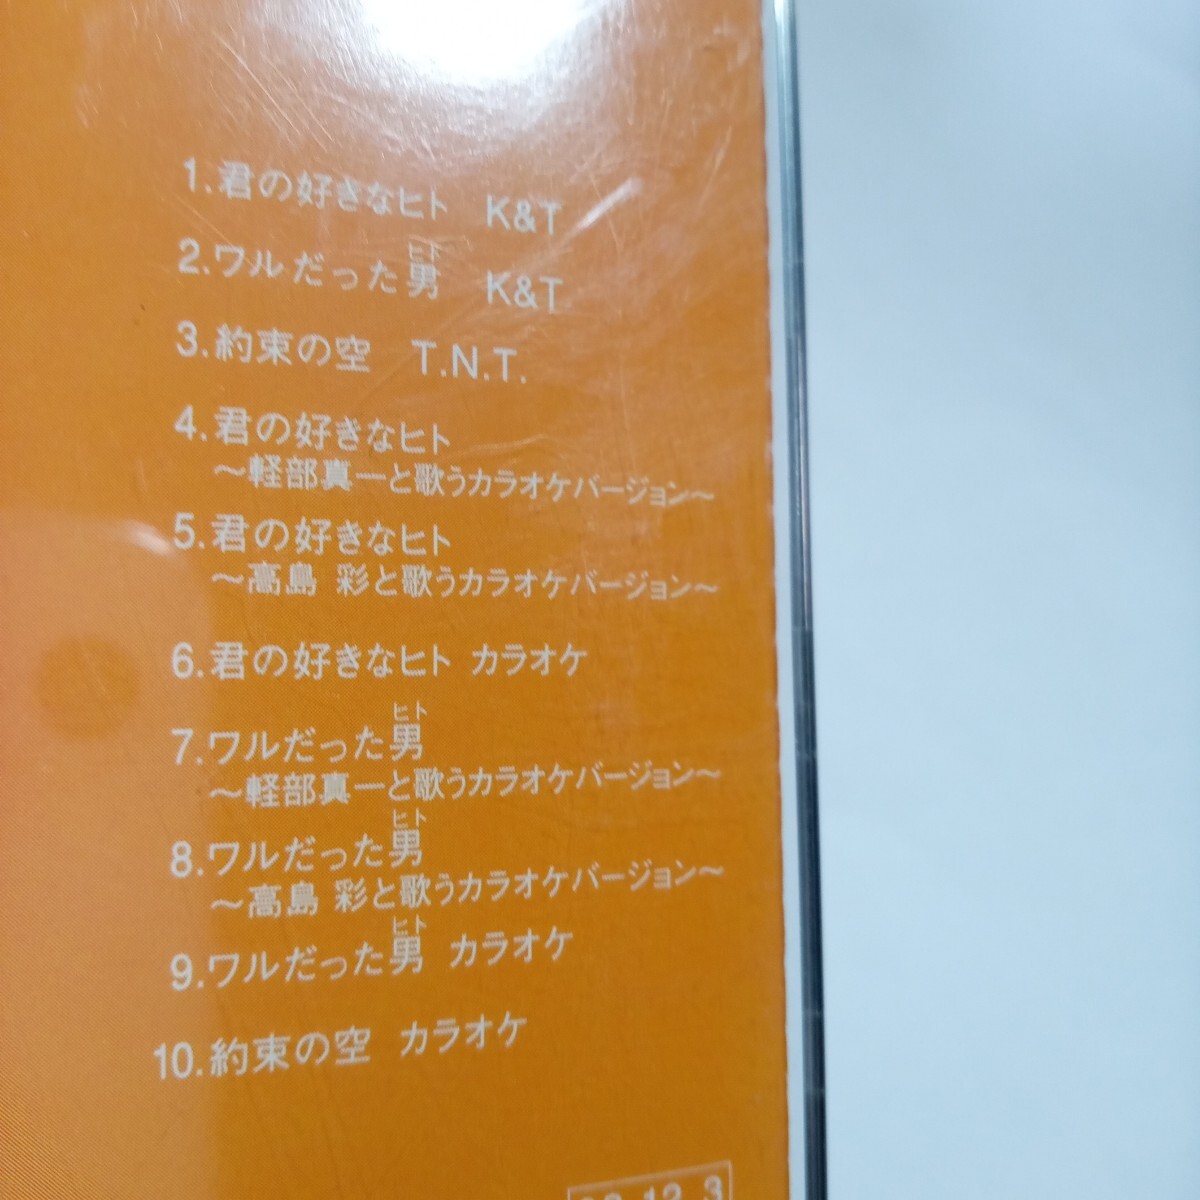 1.君の好きなヒト K&T
ヒト
2.ワルだった男 K&T
3.約束の空 T.N.T.
4.君の好きなヒト
〜軽部真一と歌うカラオケバージョン〜
5.君の好きなヒト
〜高島 彩と歌うカラオケバージョン〜
6.君の好きなヒト カラオケ
ヒト
7.ワルだった男
〜軽部真一と歌うカラオケバージョン〜
ヒト
8.ワルだった男
〜高島 彩と歌うカラオケバージョン〜
ヒト
9.ワルだった男 カラオケ
10.約束の空 カラオケ
12.3